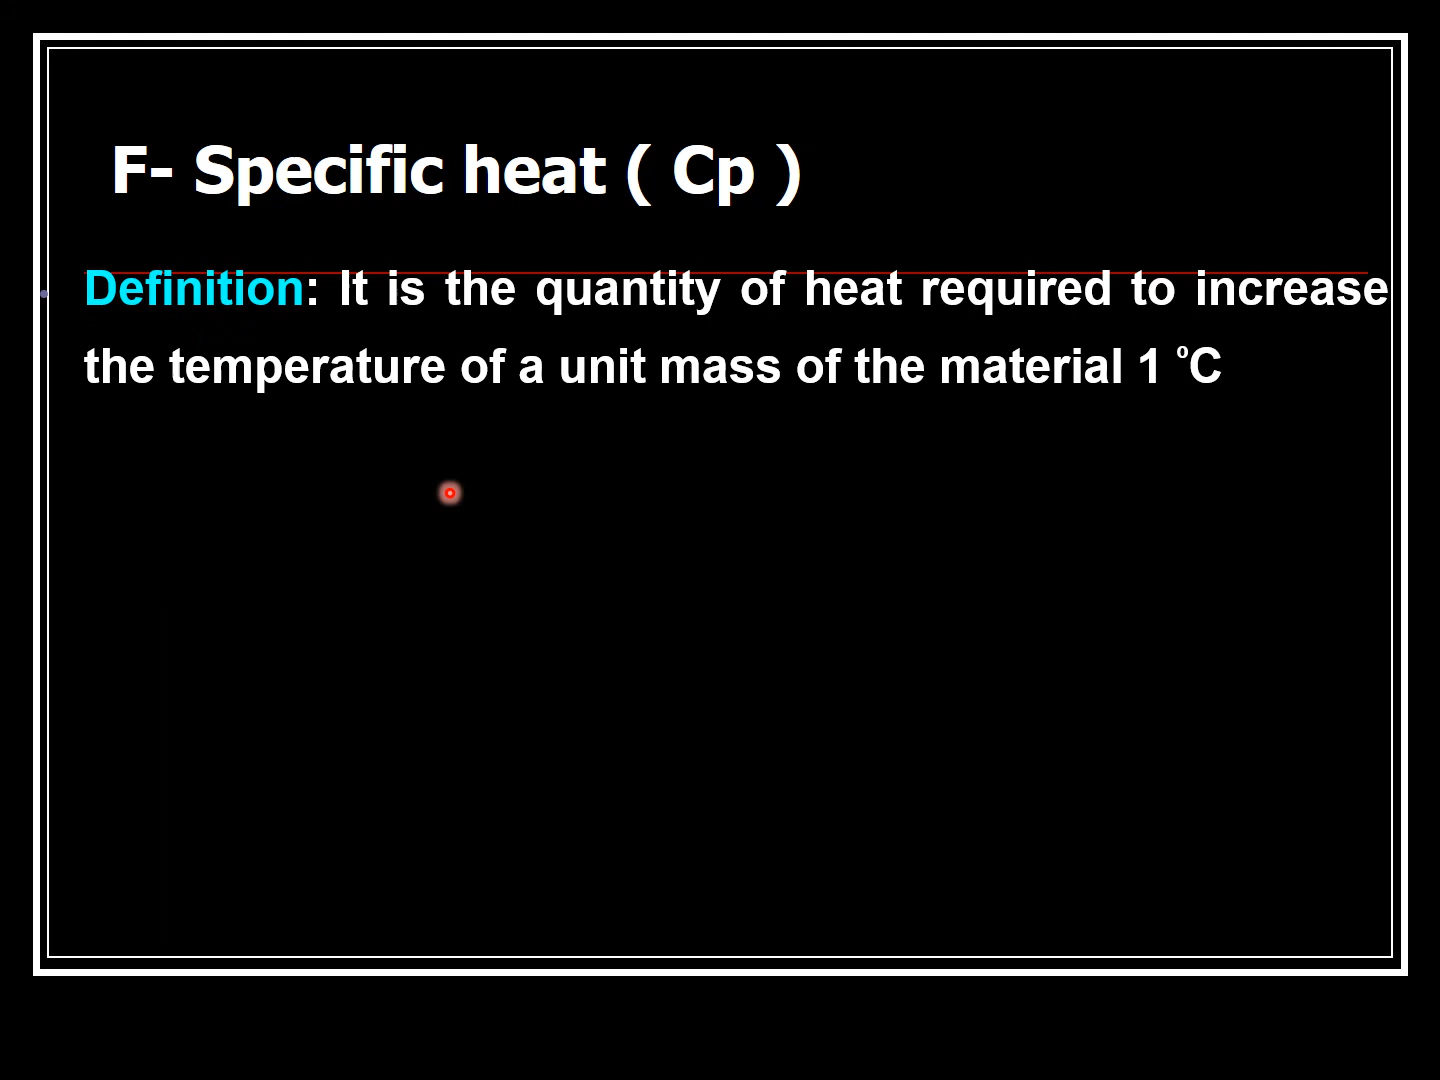 F- Specific heat ( Cp )
Definition: It is the quantity of heat required to increase
the temperature of a unit mass of the material 1 ºC